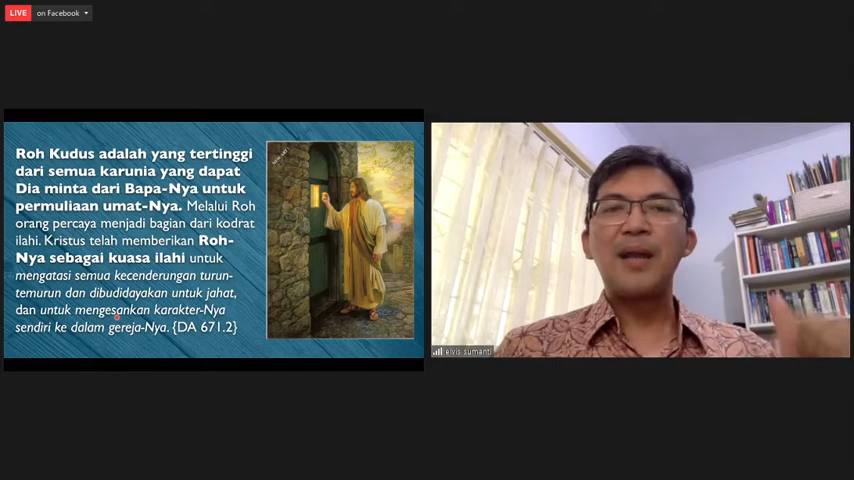 LIVE on Facebook
Roh Kudus adalah yang tertinggi
dari semua karunia yang dapat
Dia minta dari Bapa-Nya untuk
permuliaan umat-Nya. Melalui Roh
orang percaya menjadi bagian dari kodrat
ilahi. Kristus telah memberikan Roh-
Nya sebagai kuasa ilahi untuk
mengatasi semua kecenderungan turun-
temurun dan dibudidayakan untuk jahat,
dan untuk mengesankan karakter-Nya
sendiri ke dalam gereja-Nya. {DA 671.2}
elvis sumanti